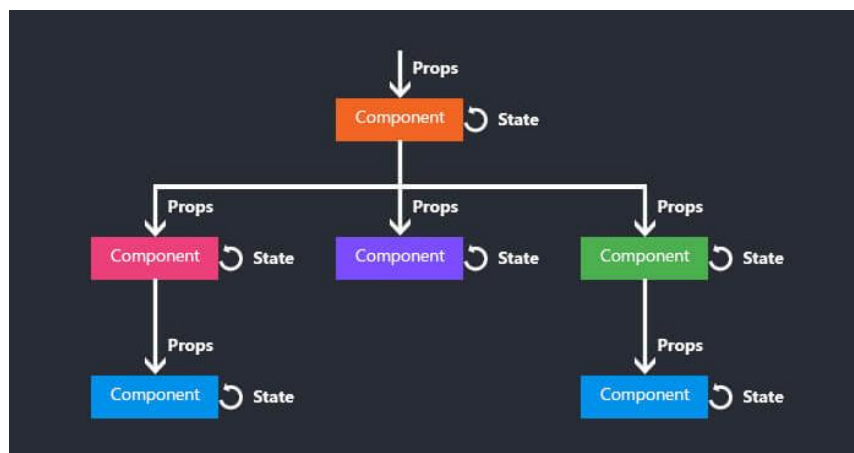 Props
Component State
Props Props Props
Component State Component State Component State
Props Props
Component State Component State